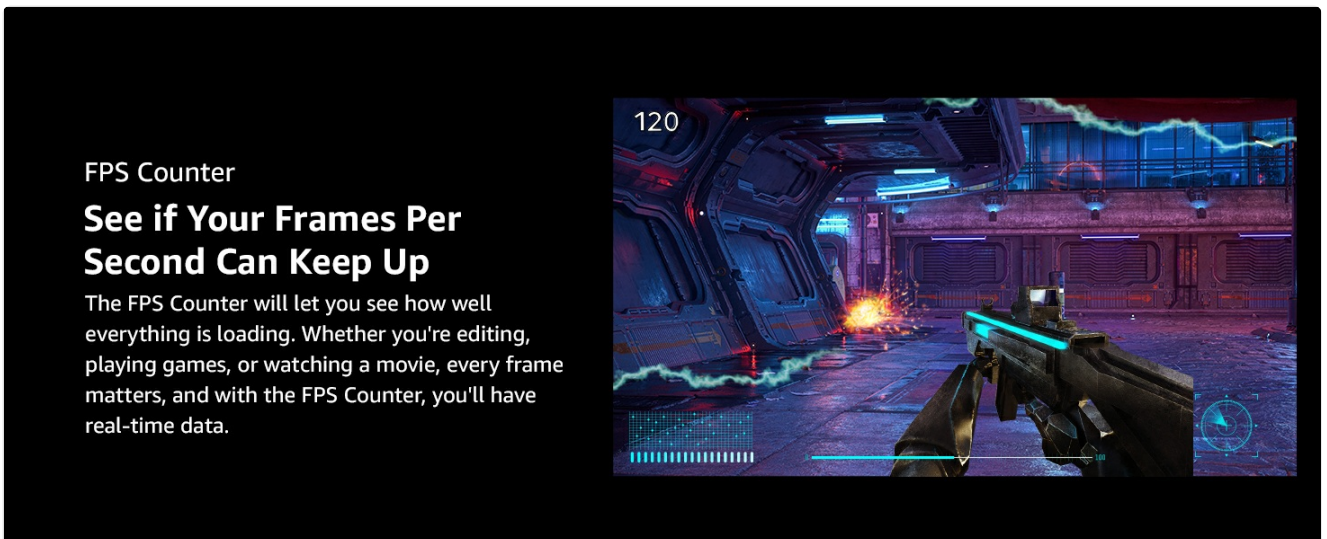 FPS Counter
See if Your Frames Per
Second Can Keep Up
The FPS Counter will let you see how well
everything is loading. Whether you're editing,
playing games, or watching a movie, every frame
matters, and with the FPS Counter, you'll have
real-time data.
120
100